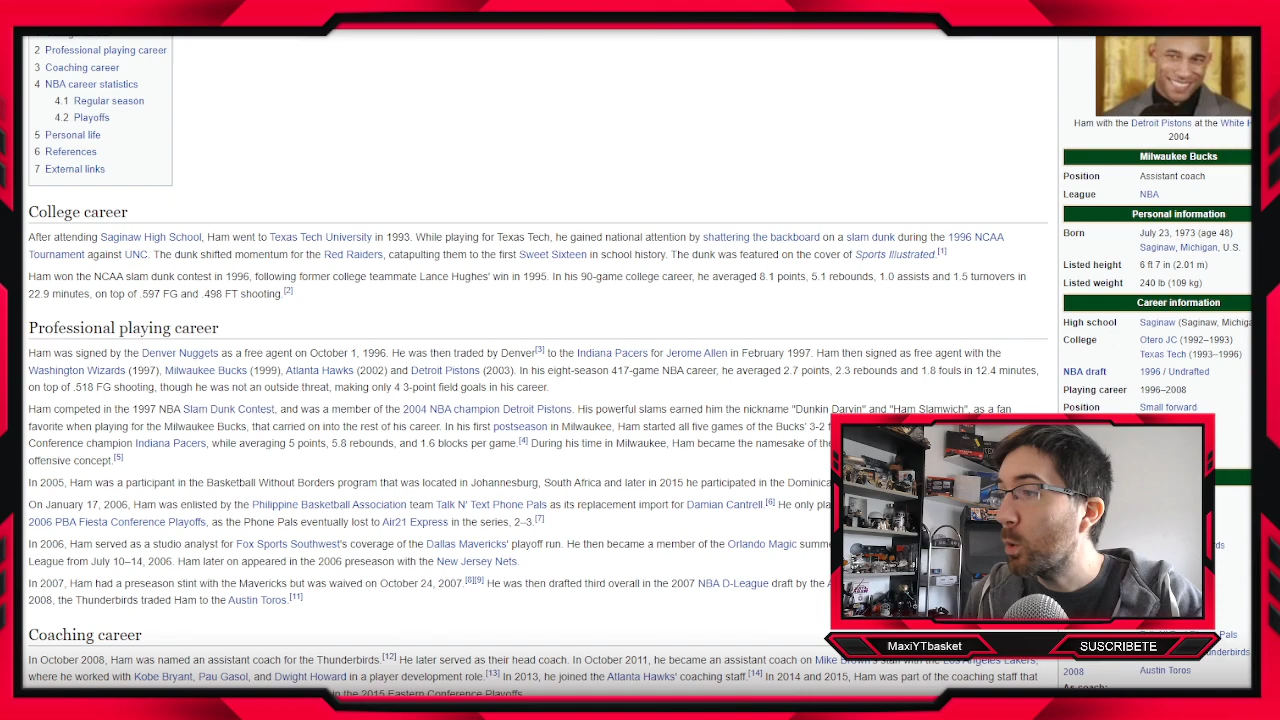 2 Professional playing career
3 Coaching career
4 NBA career statistics
4.1 Regular season
4.2 Playoffs
5 Personal life
6 References
7 External links
College career
After attending Saginaw High School, Ham went to Texas Tech University in 1993. While playing for Texas Tech, he gained national attention by shattering the backboard on a slam dunk during the 1996 NCAA
Tournament against UNC. The dunk shifted momentum for the Red Raiders, catapulting them to the first Sweet Sixteen in school history. The dunk was featured on the cover of Sports Illustrated.[1]
Ham won the NCAA slam dunk contest in 1996, following former college teammate Lance Hughes' win in 1995. In his 90-game college career, he averaged 8.1 points, 5.1 rebounds, 1.0 assists and 1.5 turnovers in
22.9 minutes, on top of .597 FG and .498 FT shooting.[2]
Professional playing career
Ham was signed by the Denver Nuggets as a free agent on October 1, 1996. He was then traded by Denver[3] to the Indiana Pacers for Jerome Allen in February 1997. Ham then signed as free agent with the
Washington Wizards (1997), Milwaukee Bucks (1999), Atlanta Hawks (2002) and Detroit Pistons (2003). In his eight-season 417-game NBA career, he averaged 2.7 points, 2.3 rebounds and 1.8 fouls in 12.4 minutes,
on top of .518 FG shooting, though he was not an outside threat, making only 4 3-point field goals in his career.
Ham competed in the 1997 NBA Slam Dunk Contest, and was a member of the 2004 NBA champion Detroit Pistons. His powerful slams earned him the nickname "Dunkin Darvin" and "Ham Slamwich", as a fan
favorite when playing for the Milwaukee Bucks, that carried on into the rest of his career. In his first postseason in Milwaukee, Ham started all five games of the Bucks' 3-2
Conference champion Indiana Pacers, while averaging 5 points, 5.8 rebounds, and 1.6 blocks per game.[4] During his time in Milwaukee, Ham became the namesake of the
offensive concept.[5]
In 2005, Ham was a participant in the Basketball Without Borders program that was located in Johannesburg, South Africa and later in 2015 he participated in the
On January 17, 2006, Ham was enlisted by the Philippine Basketball Association team Talk N' Text Phone Pals as its replacement import for Damian Cantrell.[6] He only
2006 PBA Fiesta Conference Playoffs, as the Phone Pals eventually lost to Air21 Express in the series, 2–3.[7]
In 2006, Ham served as a studio analyst for Fox Sports Southwest's coverage of the Dallas Mavericks' playoff run. He then became a member of the Orlando Magic
League from July 10–14, 2006. Ham later on appeared in the 2006 preseason with the New Jersey Nets.
In 2007, Ham had a preseason stint with the Mavericks but was waived on October 24, 2007.[8][9] He was then drafted third overall in the 2007 NBA D-League draft by the
2008, the Thunderbirds traded Ham to the Austin Toros.[11]
Coaching career
In October 2008, Ham was named an assistant coach for the Thunderbirds.[12] He later served as their head coach. In October 2011, he became an assistant coach on Mike Brown's staff with the Los Angeles Lakers,
where he worked with Kobe Bryant, Pau Gasol, and Dwight Howard in a player development role.[13] In 2013, he joined the Atlanta Hawks' coaching staff.[14] In 2014 and 2015, Ham was part of the coaching staff that
in the 2015 Eastern Conference Playoffs.
Ham with the Detroit Pistons at the White
2004
Milwaukee Bucks
Position Assistant coach
League NBA
Personal information
Born July 23, 1973 (age 48)
Saginaw, Michigan, U.S.
Listed height 6 ft 7 in (2.01 m)
Listed weight 240 lb (109 kg)
Career information
High school Saginaw (Saginaw,
College Otero JC (1992–1993)
Texas Tech (1993–1996)
NBA draft 1996 / Undrafted
Playing career 1996–2008
Position Small forward
Pals
2008 Austin Toros
As coach:
MaxiYTbasket
SUSCRIBETE